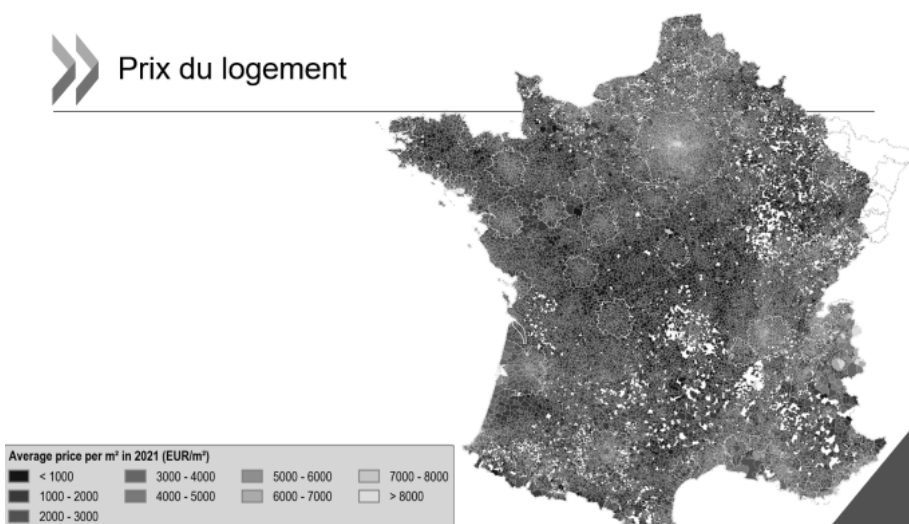 Prix du logement
Average price per m² in 2021 (EUR/m²)
< 1000
3000 - 4000
5000 - 6000
7000 - 8000
1000 - 2000
4000 - 5000
6000 - 7000
> 8000
2000 - 3000